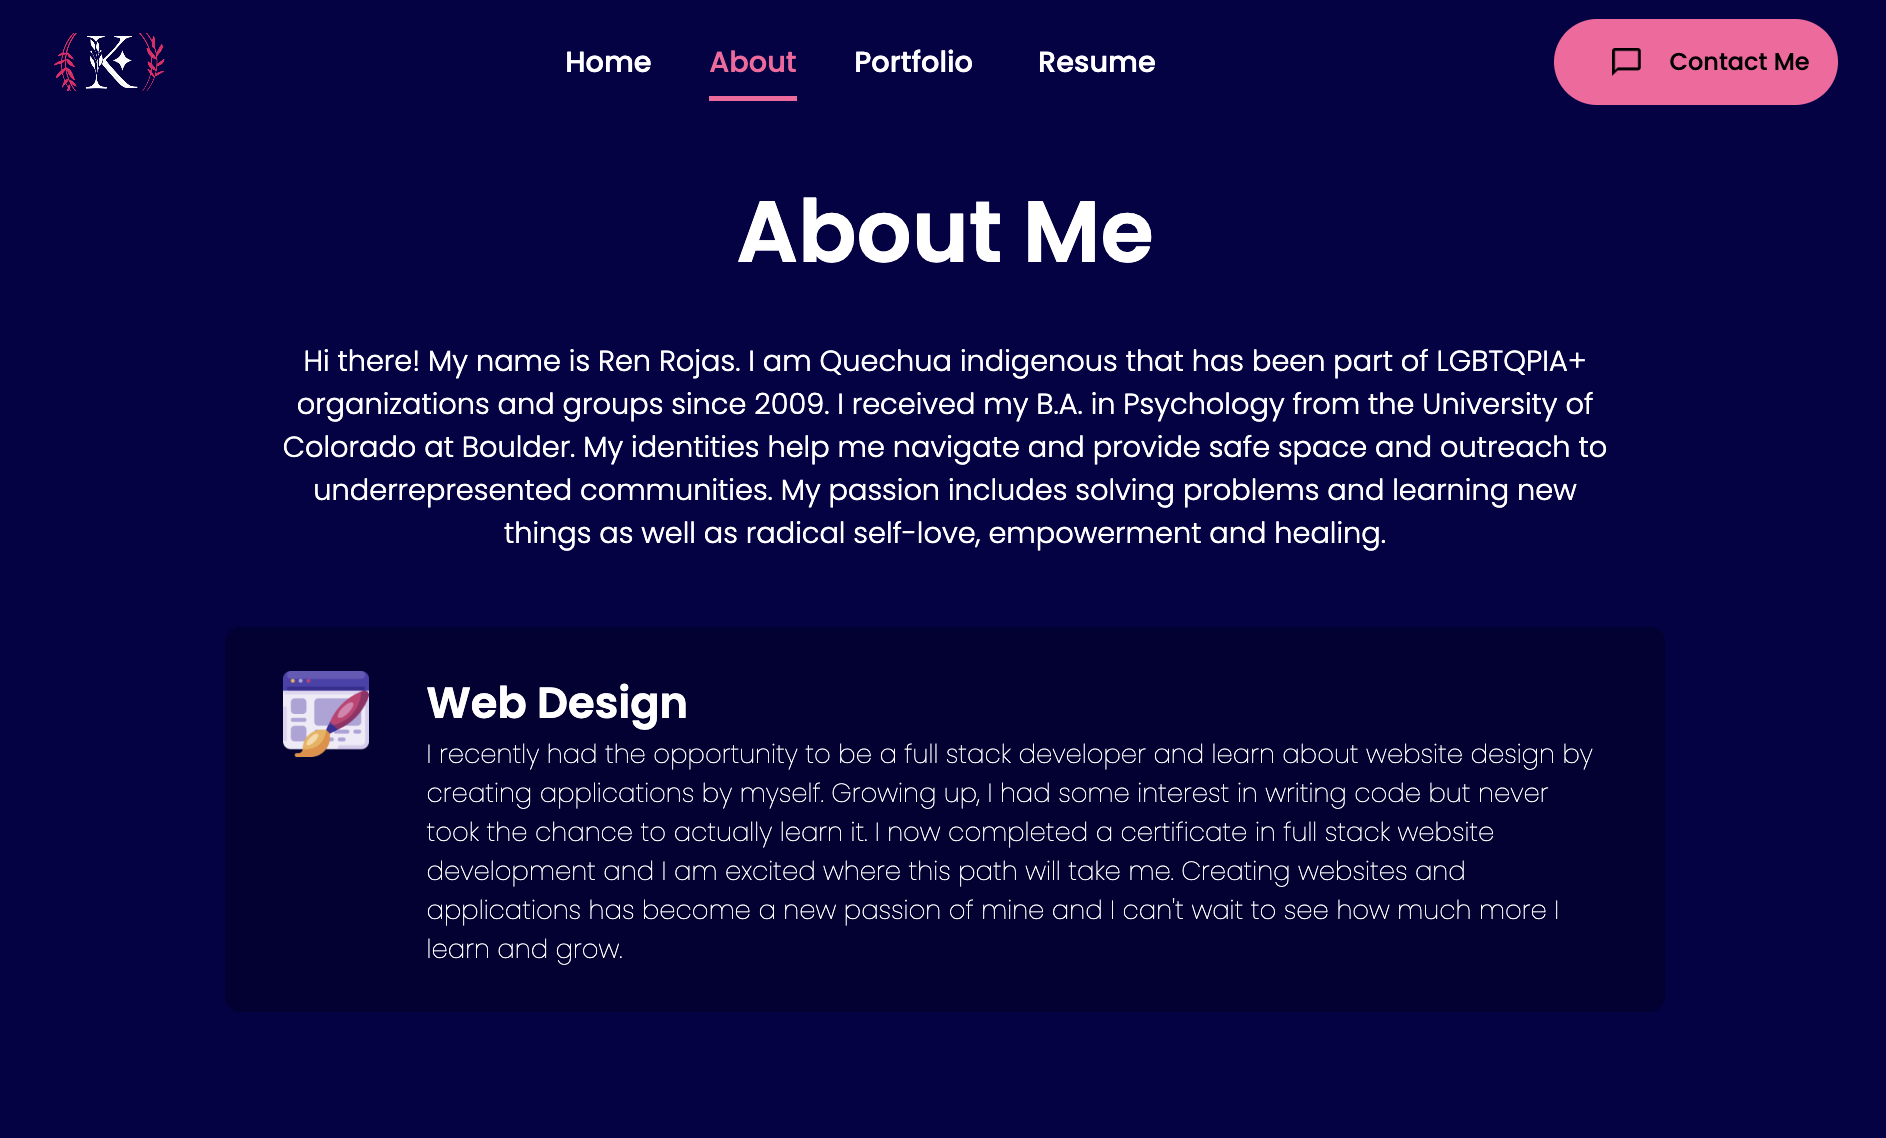 K
Home
About
Portfolio
Resume
Contact Me
About Me
Hi there! My name is Ren Rojas. I am Quechua indigenous that has been part of LGBTQPIA+
organizations and groups since 2009. I received my B.A. in Psychology from the University of
Colorado at Boulder. My identities help me navigate and provide safe space and outreach to
underrepresented communities. My passion includes solving problems and learning new
things as well as radical self-love, empowerment and healing.
Web Design
I recently had the opportunity to be a full stack developer and learn about website design by
creating applications by myself. Growing up, I had some interest in writing code but never
took the chance to actually learn it. I now completed a certificate in full stack website
development and I am excited where this path will take me. Creating websites and
applications has become a new passion of mine and I can't wait to see how much more I
learn and grow.